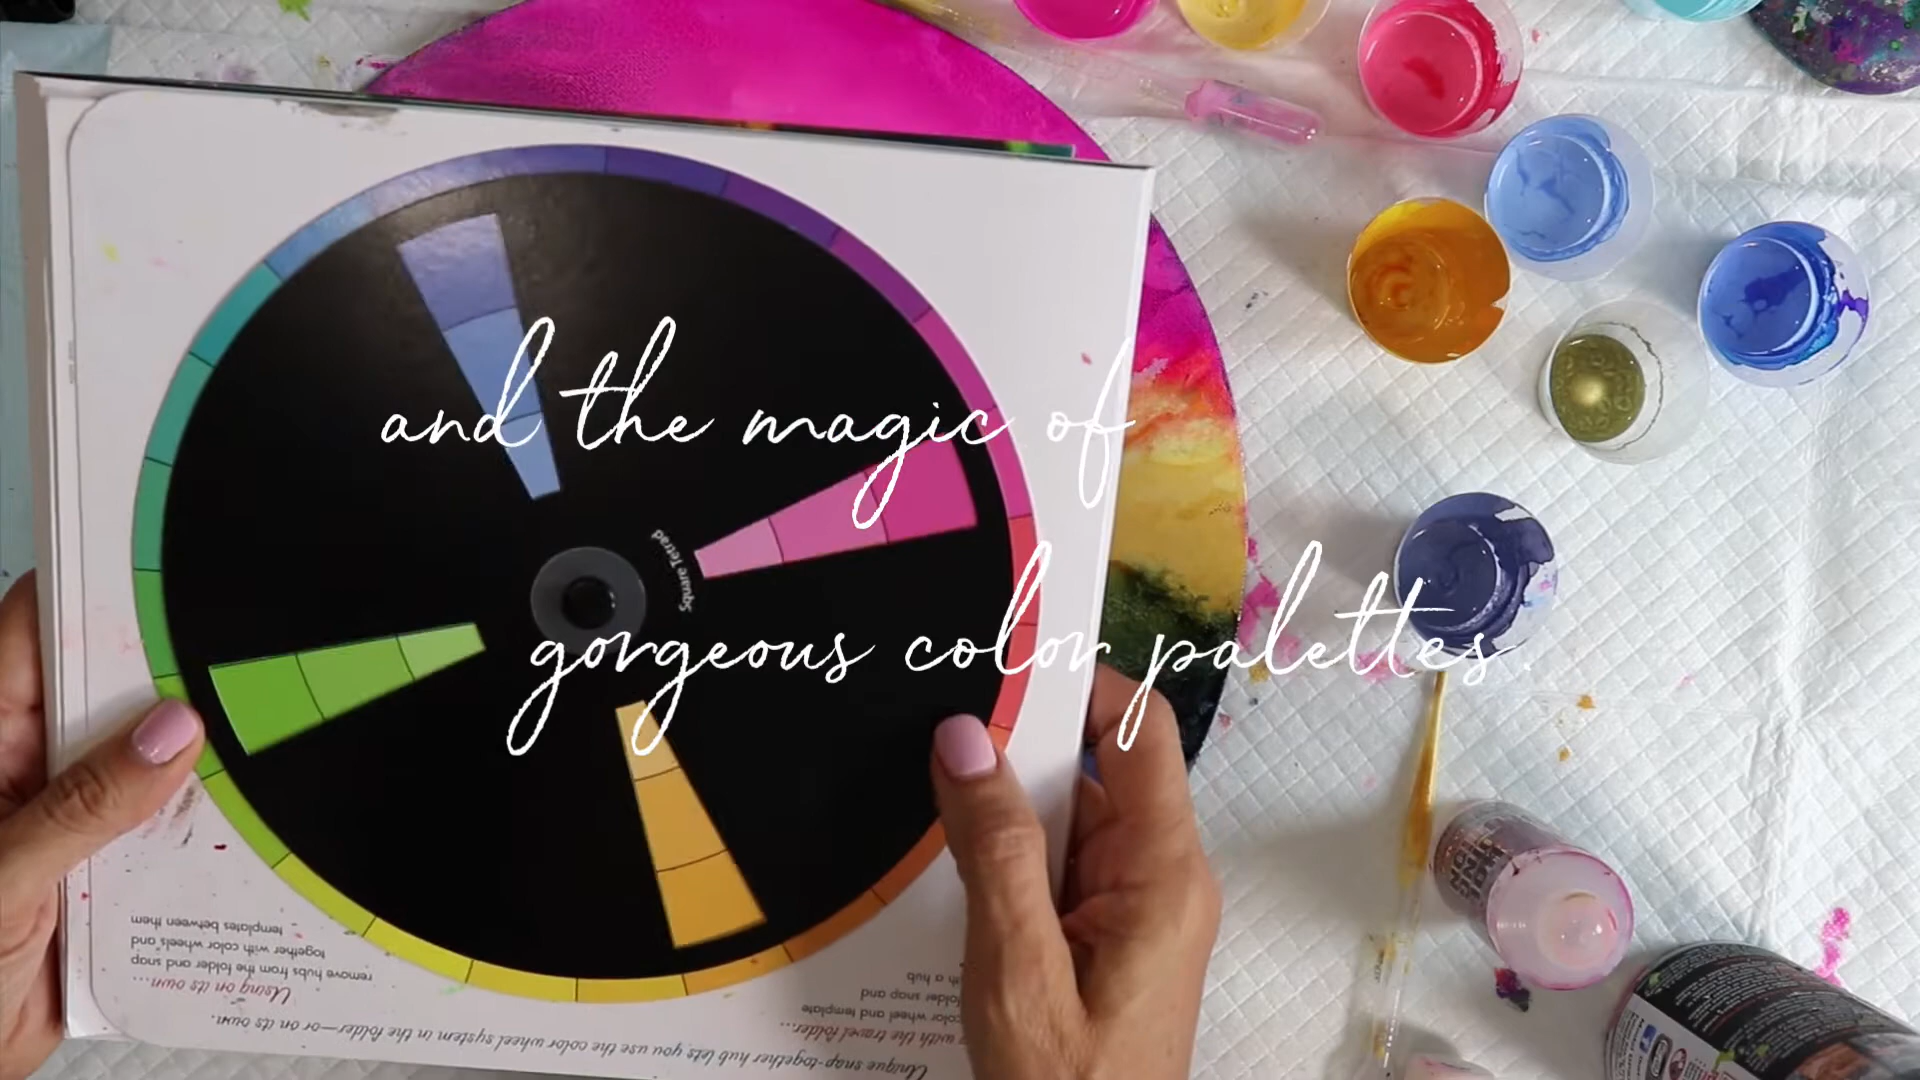 and the magic of
gorgeous color palettes.
Square Tetrad
Unique snap-together hub lets you use the color wheel system in the folder—or on its own.
with the travel folder...
color wheel and template
folder snap and
with a hub
Using on its own...
remove hubs from the folder and snap
together with color wheels and
templates between them